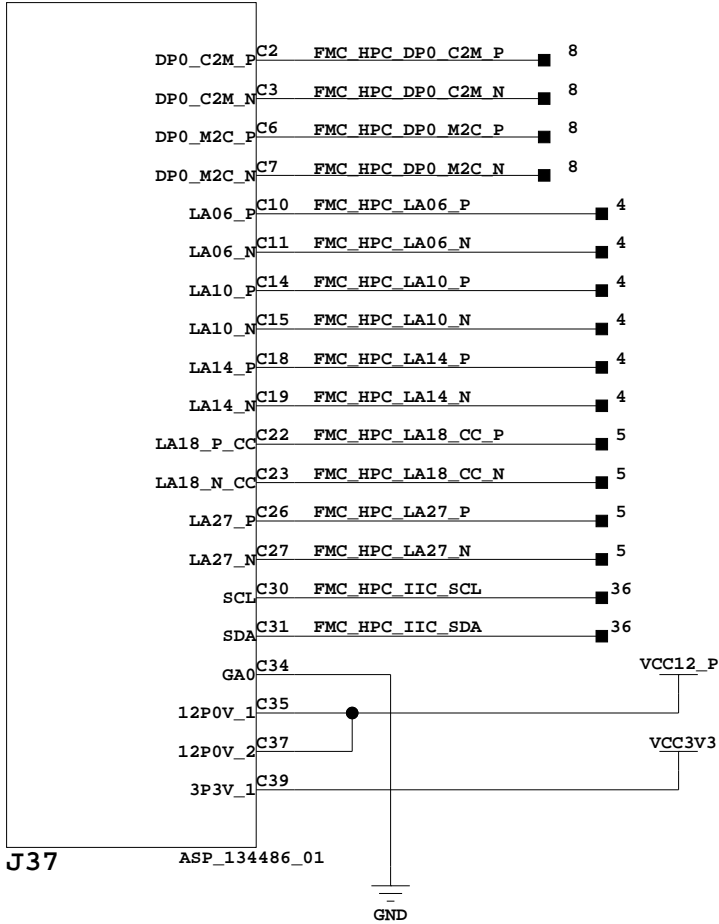 DP0_C2M_P C2 FMC_HPC_DP0_C2M_P 8
DP0_C2M_N C3 FMC_HPC_DP0_C2M_N 8
DP0_M2C_P C6 FMC_HPC_DP0_M2C_P 8
DP0_M2C_N C7 FMC_HPC_DP0_M2C_N 8
LA06_P C10 FMC_HPC_LA06_P 4
LA06_N C11 FMC_HPC_LA06_N 4
LA10_P C14 FMC_HPC_LA10_P 4
LA10_N C15 FMC_HPC_LA10_N 4
LA14_P C18 FMC_HPC_LA14_P 4
LA14_N C19 FMC_HPC_LA14_N 4
LA18_P_CC C22 FMC_HPC_LA18_CC_P 5
LA18_N_CC C23 FMC_HPC_LA18_CC_N 5
LA27_P C26 FMC_HPC_LA27_P 5
LA27_N C27 FMC_HPC_LA27_N 5
SCL C30 FMC_HPC_IIC_SCL 36
SDA C31 FMC_HPC_IIC_SDA 36
GA0 C34 VCC12_P
12P0V_1 C35
12P0V_2 C37 VCC3V3
3P3V_1 C39
J37 ASP_134486_01
GND